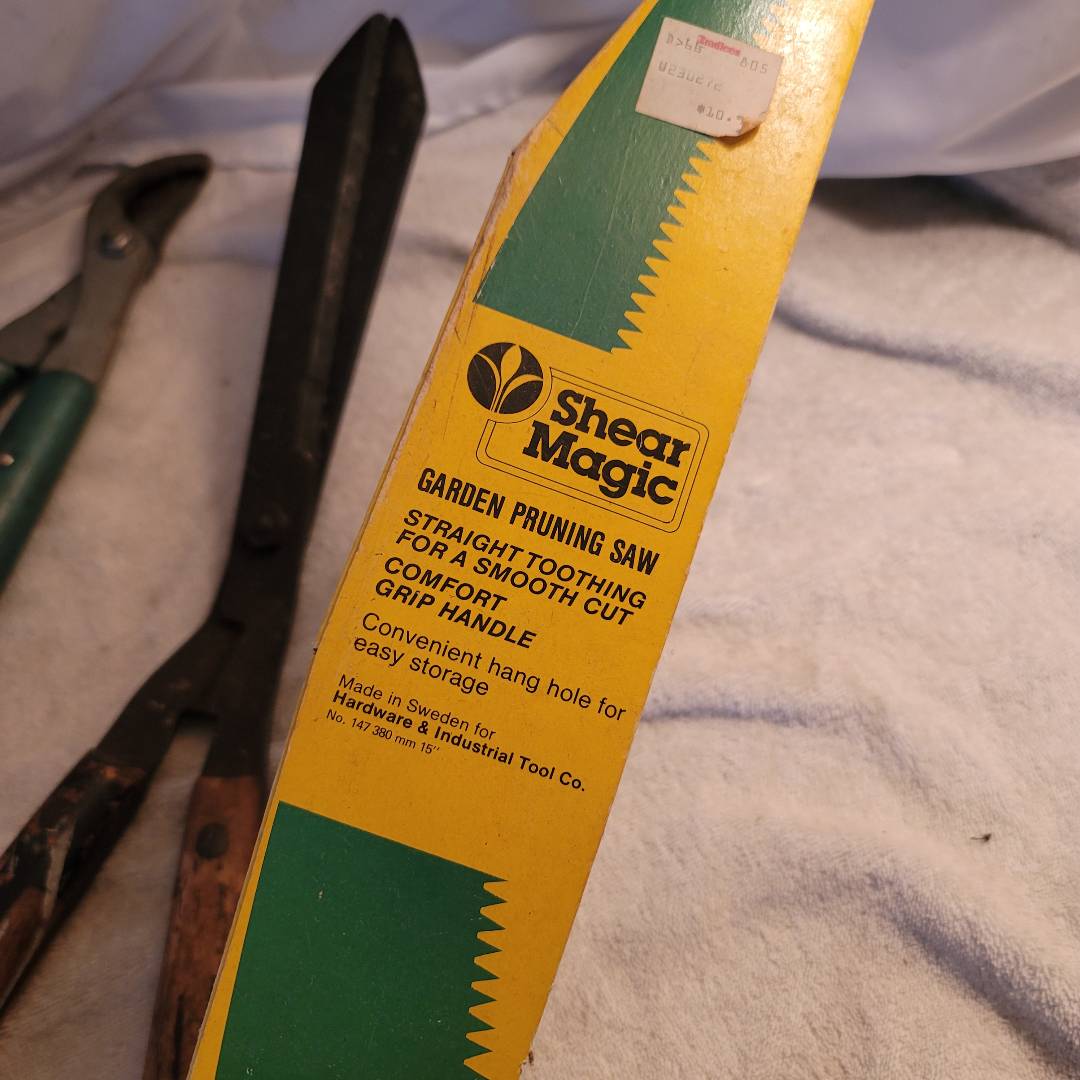 805
Shear
Magic
GARDEN PRUNING SAW
STRAIGHT TOOTHING
FOR A SMOOTH CUT
COMFORT
GRIP HANDLE
Convenient hang hole for
easy storage
Made in Sweden for
Hardware & Industrial Tool Co.
No. 147 380 mm 15"